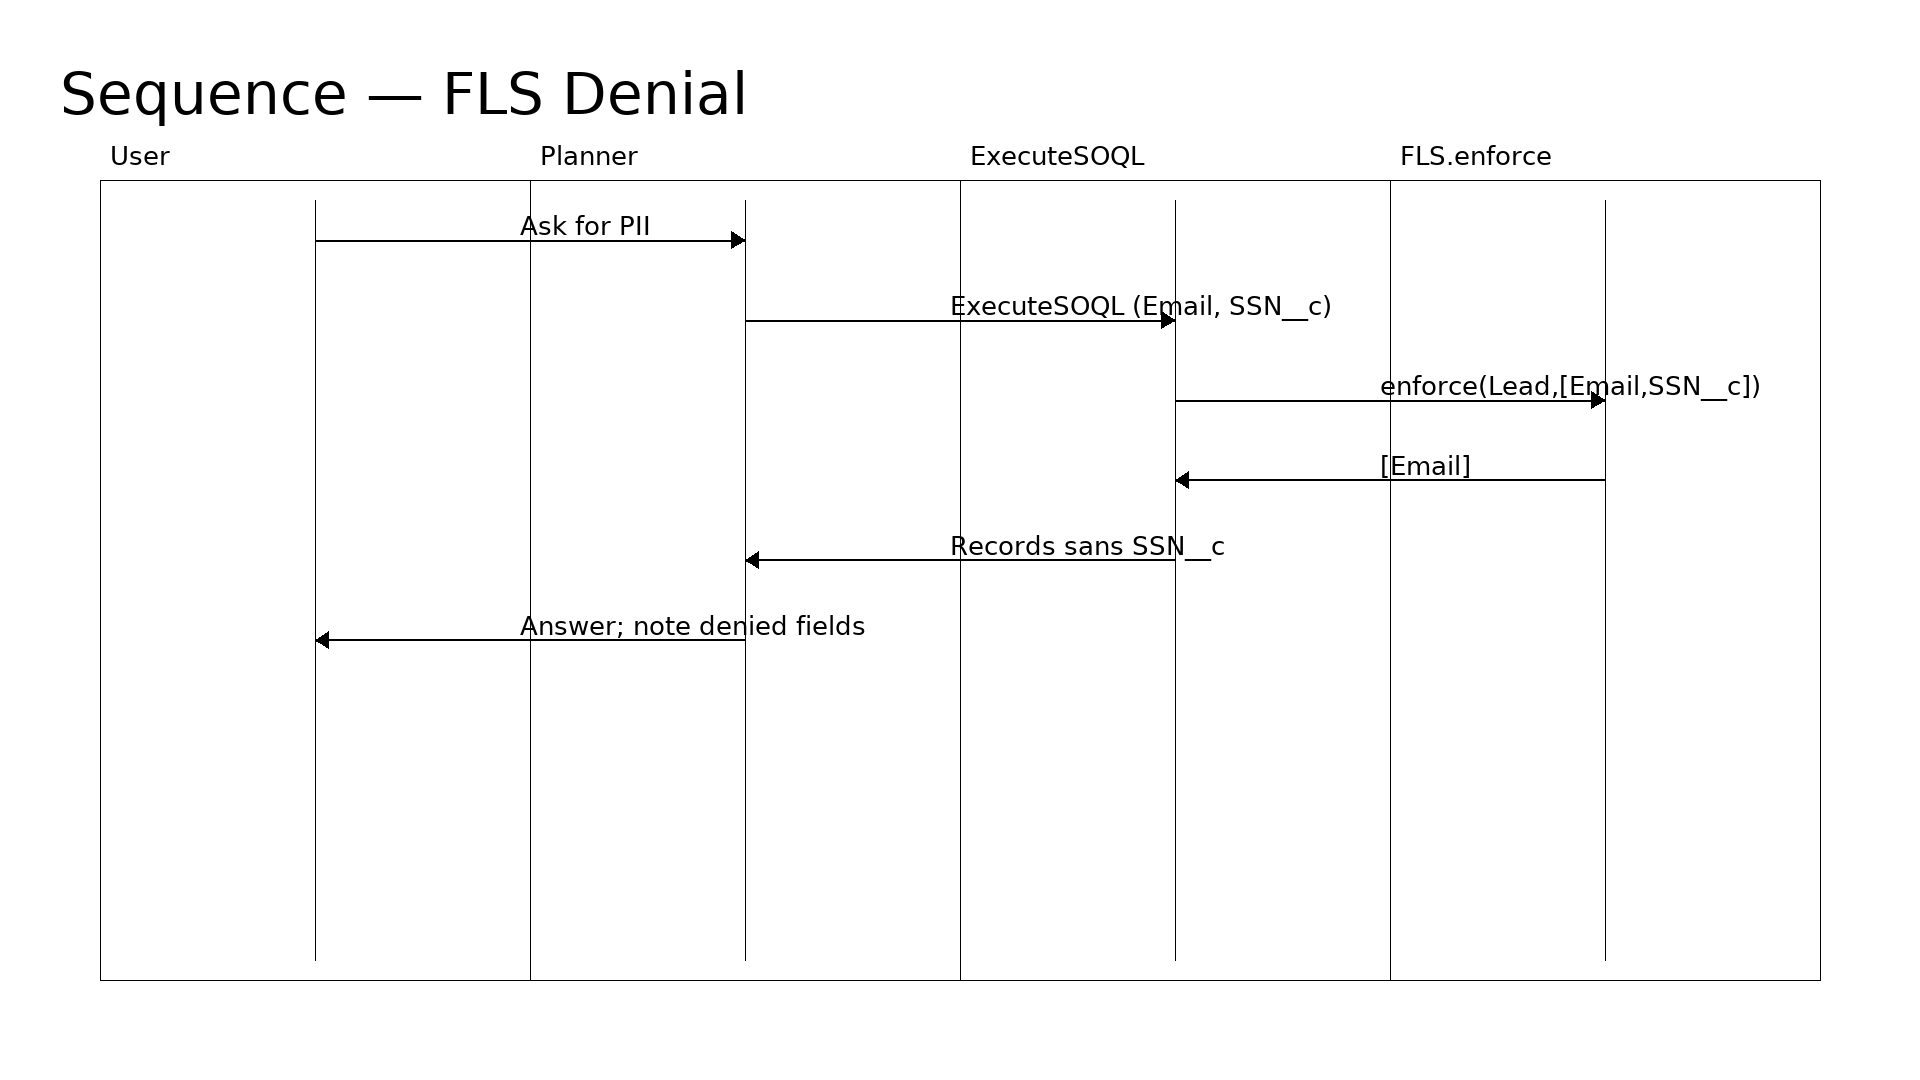 Sequence — FLS Denial
User
Planner
ExecuteSOQL
FLS.enforce
Ask for PII
ExecuteSOQL (Email, SSN__c)
enforce(Lead,[Email,SSN__c])
[Email]
Records sans SSN__c
Answer; note denied fields